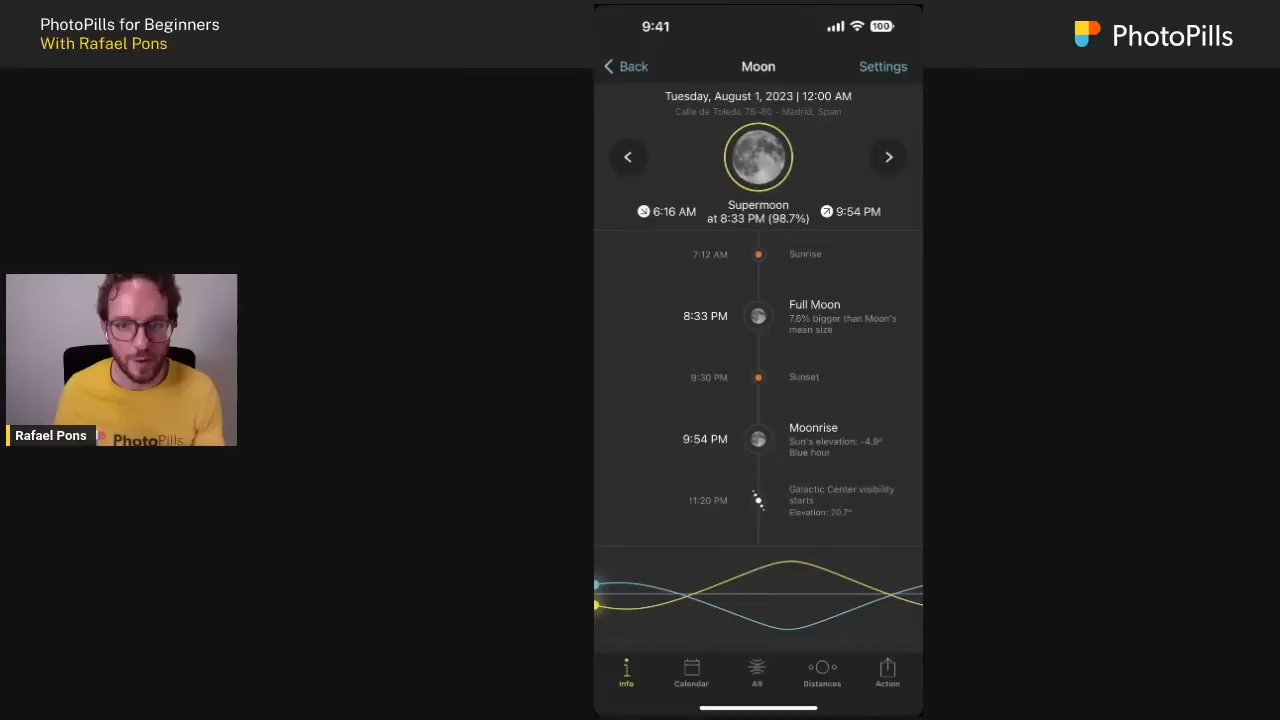 PhotoPills for Beginners
With Rafael Pons
PhotoPills
9:41
100
Back
Moon
Settings
Tuesday, August 1, 2023 | 12:00 AM
Calle de Toledo 78-80 - Madrid, Spain
6:16 AM
Supermoon
at 8:33 PM (98.7%)
9:54 PM
7:12 AM
Sunrise
8:33 PM
Full Moon
7.6% bigger than Moon's
mean size
9:30 PM
Sunset
9:54 PM
Moonrise
Sun's elevation: -4.9º
Blue hour
11:20 PM
Galactic Center visibility
starts
Elevation: 20.7º
Rafael Pons
PhotoPills
Info
Calendar
AR
Distances
Action